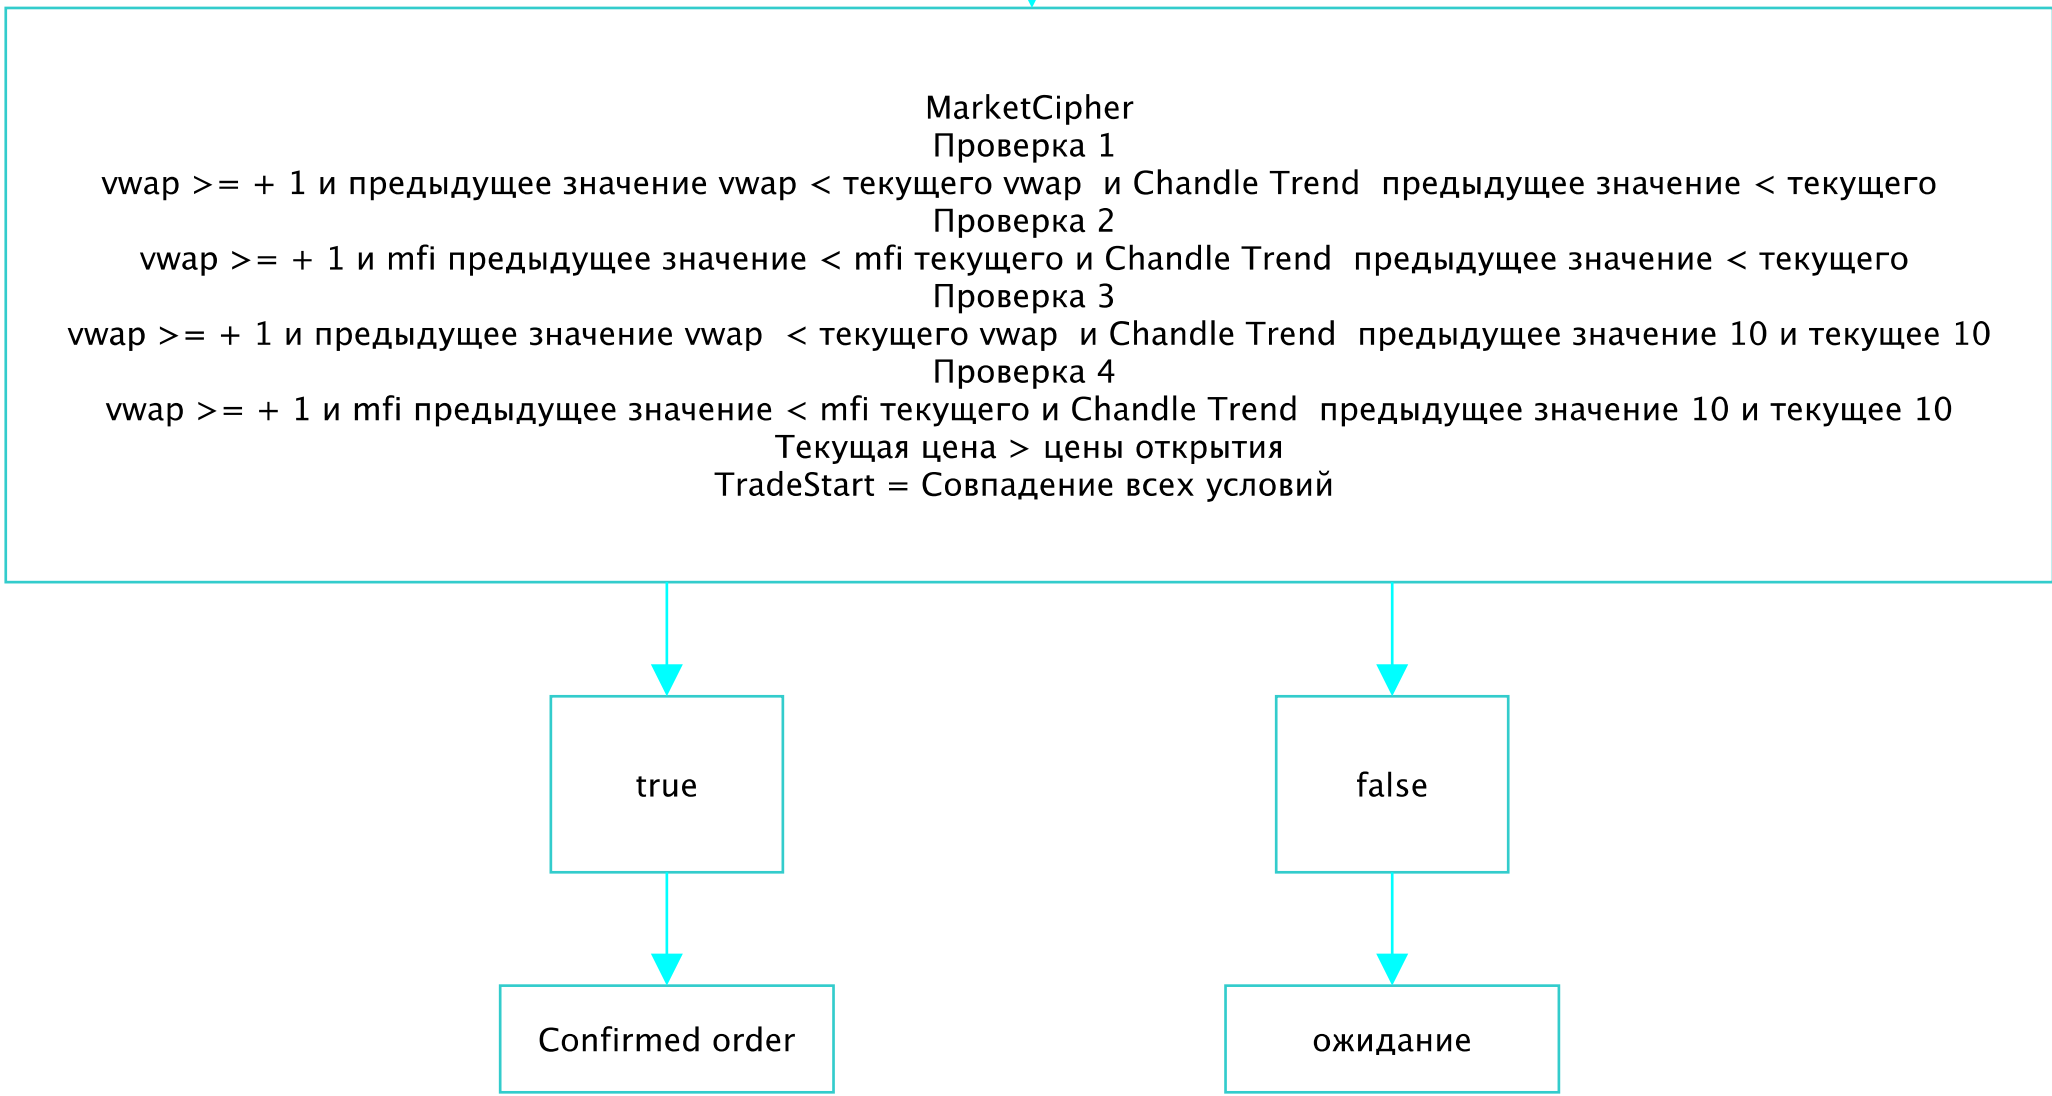 MarketCipher
Проверка 1
vwap >= + 1 и предыдущее значение vwap < текущего vwap и Chandle Trend предыдущее значение < текущего
Проверка 2
vwap >= + 1 и mfi предыдущее значение < mfi текущего и Chandle Trend предыдущее значение < текущего
Проверка 3
vwap >= + 1 и предыдущее значение vwap < текущего vwap и Chandle Trend предыдущее значение 10 и текущее 10
Проверка 4
vwap >= + 1 и mfi предыдущее значение < mfi текущего и Chandle Trend предыдущее значение 10 и текущее 10
Текущая цена > цены открытия
TradeStart = Совпадение всех условий
true
false
Confirmed order
ожидание